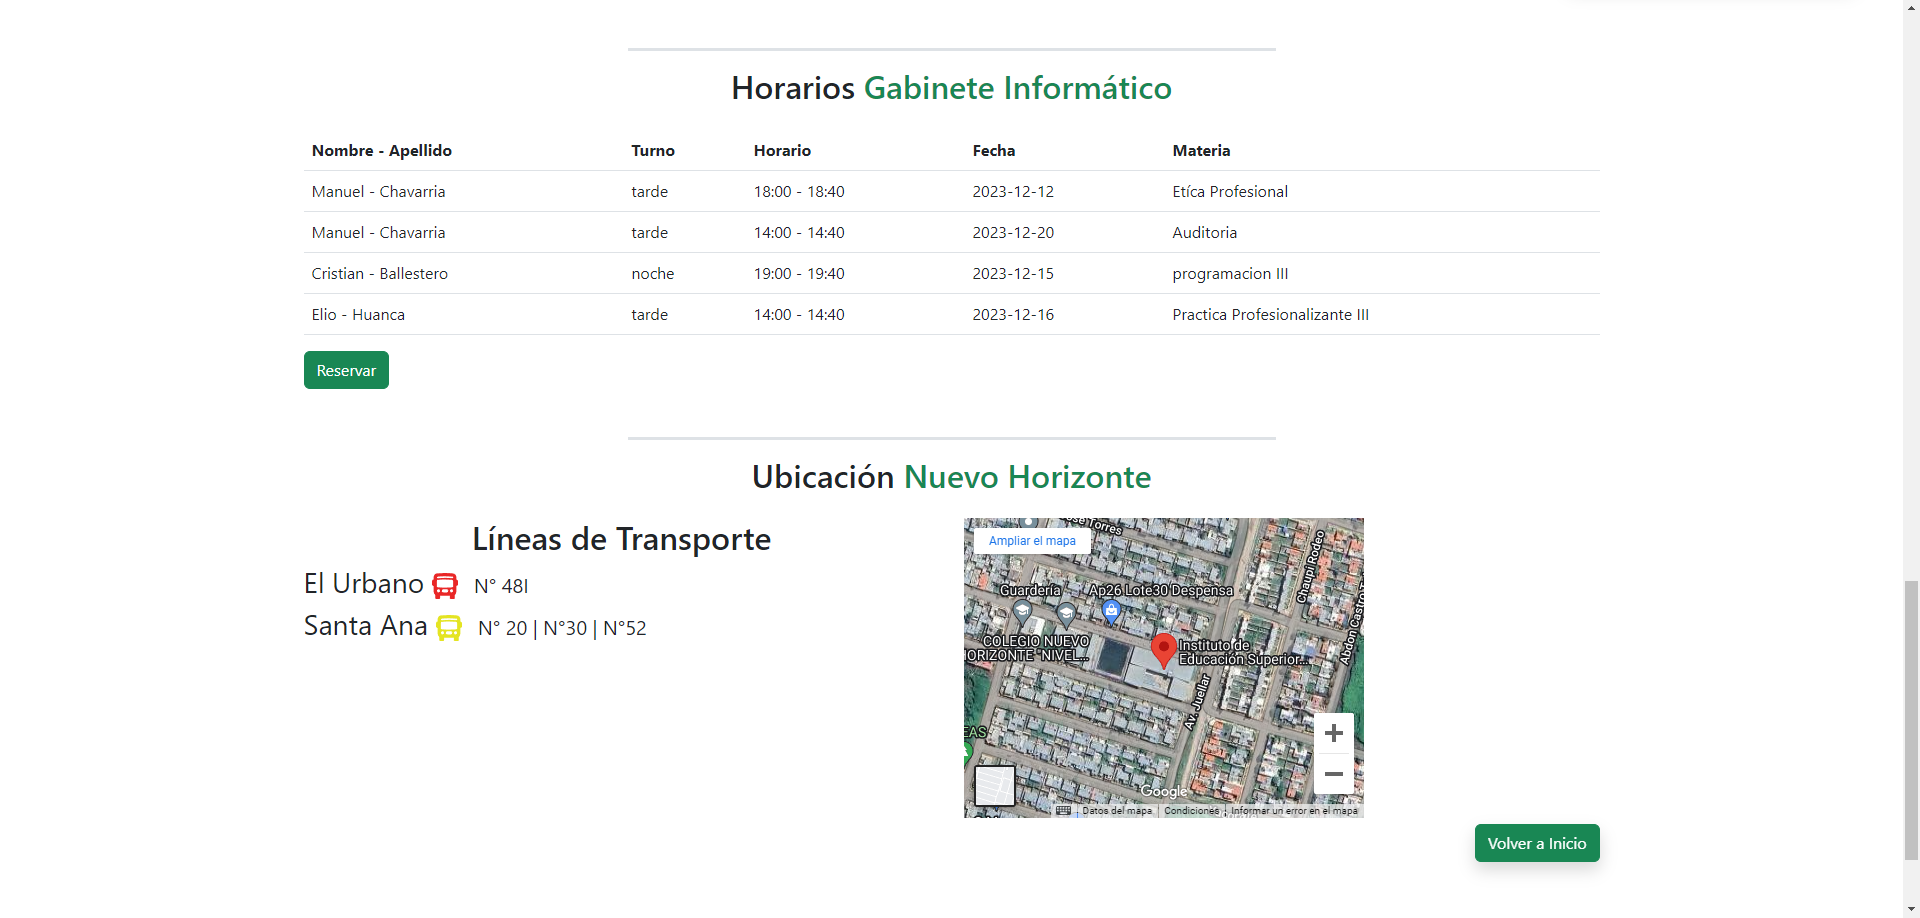 Horarios Gabinete Informático
Nombre - Apellido Turno Horario Fecha Materia
Manuel - Chavarria tarde 18:00 - 18:40 2023-12-12 Etíca Profesional
Manuel - Chavarria tarde 14:00 - 14:40 2023-12-20 Auditoria
Cristian - Ballestero noche 19:00 - 19:40 2023-12-15 programacion III
Elio - Huanca tarde 14:00 - 14:40 2023-12-16 Practica Profesionalizante III
Reservar
Ubicación Nuevo Horizonte
Líneas de Transporte
El Urbano N° 48I
Santa Ana N° 20 | N°30 | N°52
José Torres
Ampliar el mapa
Chaupi Rodeo
Guardería
Ap26 Lote30 Despensa
Abdon Castro T
COLEGIO NUEVO
HORIZONTE "NIVEL...
Instituto de
Educación Superior...
Av. Juellar
EAS
Google
Datos del mapa Condiciones Informar un error en el mapa
Volver a Inicio